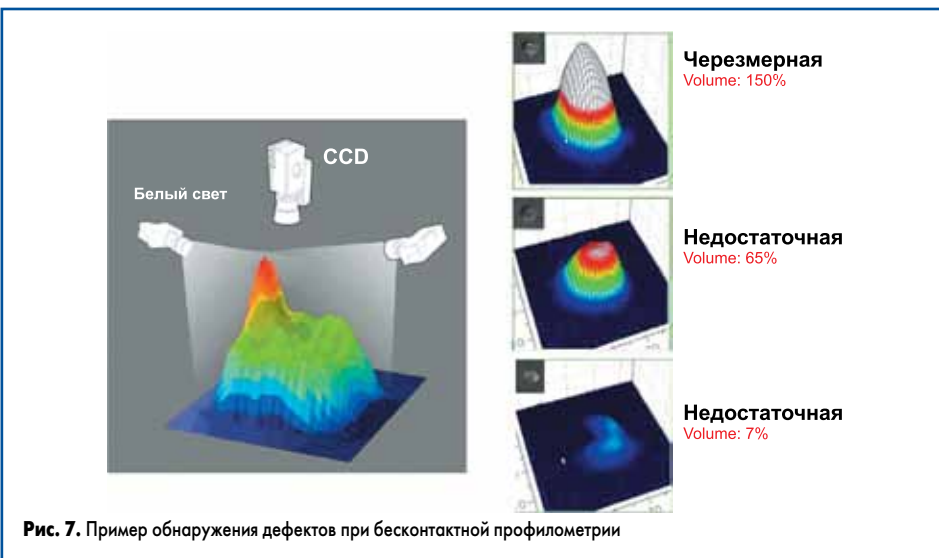 CCD
Белый свет
Черезмерная
Volume: 150%
Недостаточная
Volume: 65%
Недостаточная
Volume: 7%
Рис. 7. Пример обнаружения дефектов при бесконтактной профилометрии